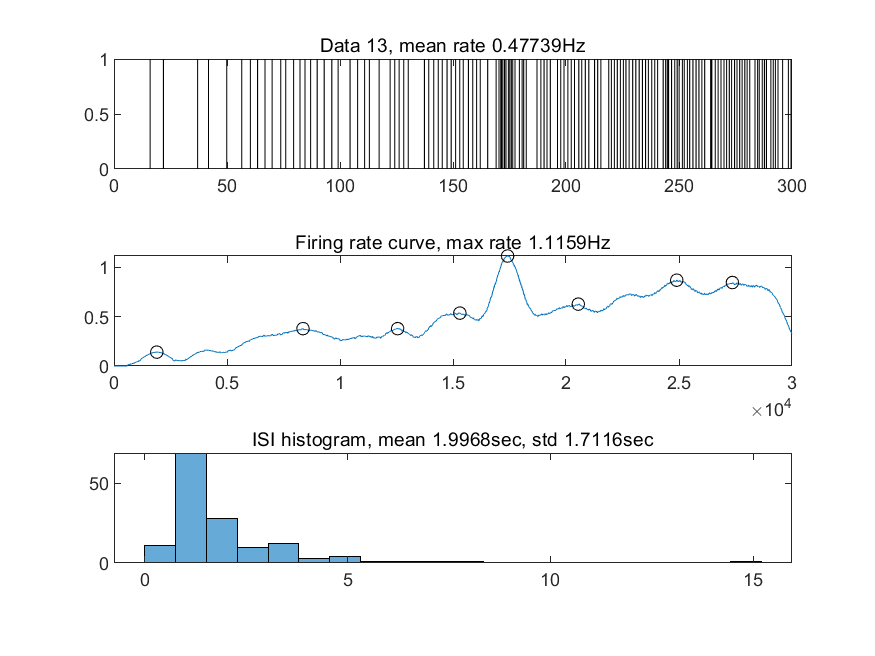 Data 13, mean rate 0.47739Hz
1
0.5
0
0 50 100 150 200 250 300
Firing rate curve, max rate 1.1159Hz
1
0.5
0
0 0.5 1 1.5 2 2.5 3
×10^4
ISI histogram, mean 1.9968sec, std 1.7116sec
50
0
0 5 10 15